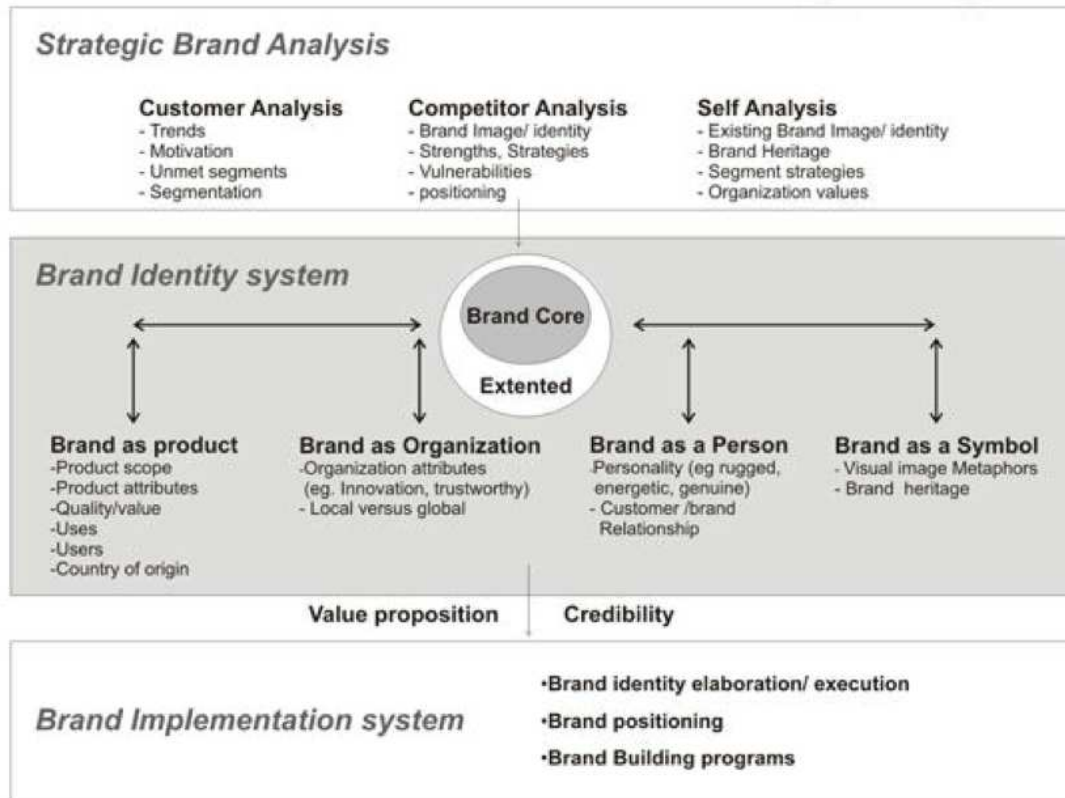 Strategic Brand Analysis
Customer Analysis
- Trends
- Motivation
- Unmet segments
- Segmentation
Competitor Analysis
- Brand Image/ identity
- Strengths, Strategies
- Vulnerabilities
- positioning
Self Analysis
- Existing Brand Image/ identity
- Brand Heritage
- Segment strategies
- Organization values
Brand Identity system
Brand Core
Extented
Brand as product
-Product scope
-Product attributes
-Quality/value
-Uses
-Users
-Country of origin
Brand as Organization
-Organization attributes
(eg. Innovation, trustworthy)
- Local versus global
Brand as a Person
-Personality (eg rugged,
energetic, genuine)
- Customer /brand
Relationship
Brand as a Symbol
- Visual image Metaphors
- Brand heritage
Value proposition
Credibility
Brand Implementation system
•Brand identity elaboration/ execution
•Brand positioning
•Brand Building programs